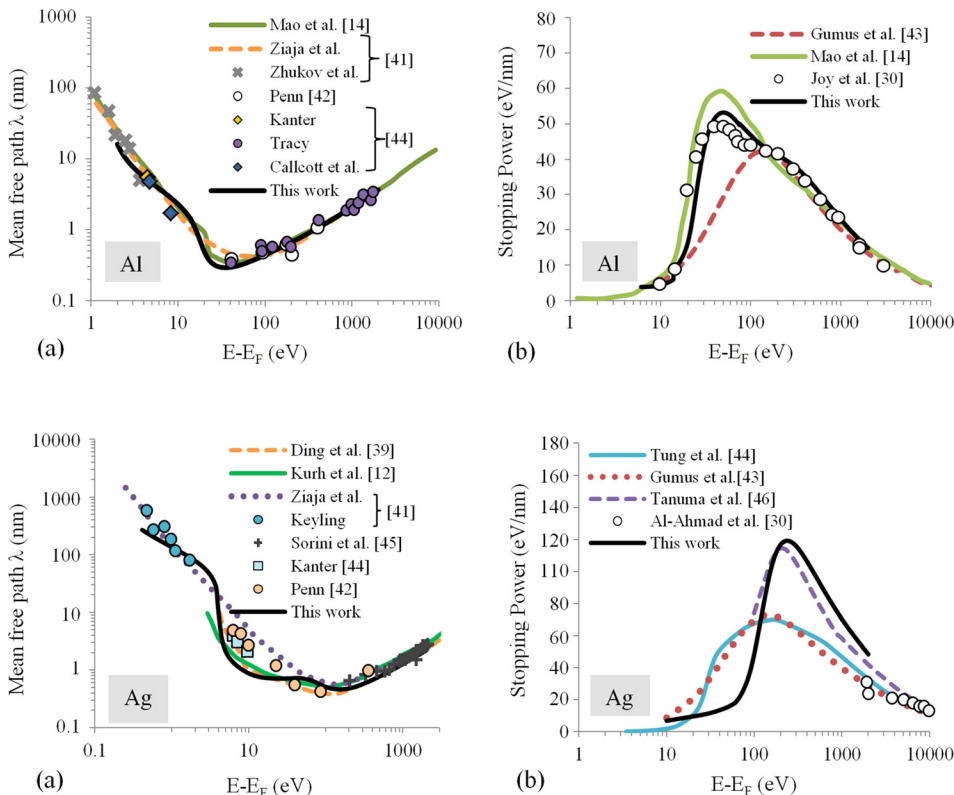 Mean free path λ (nm)
1000
100
10
1
0.1
1
10
100
1000
10000
E-E_F (eV)
Mao et al. [14]
Ziaja et al.
Zhukov et al.
[41]
Penn [42]
Kanter
Tracy
Callcott et al.
[44]
This work
Al
(a)
Stopping Power (eV/nm)
80
70
60
50
40
30
20
10
0
1
10
100
1000
10000
E-E_F (eV)
Gumus et al. [43]
Mao et al. [14]
Joy et al. [30]
This work
Al
(b)
Mean free path λ (nm)
10000
1000
100
10
1
0.1
0.1
10
1000
E-E_F (eV)
Ding et al. [39]
Kurh et al. [12]
Ziaja et al.
Keyling
[41]
Sorini et al. [45]
Kanter [44]
Penn [42]
This work
Ag
(a)
Stopping Power (eV/nm)
180
160
140
120
100
80
60
40
20
0
1
10
100
1000
10000
E-E_F (eV)
Tung et al. [44]
Gumus et al.[43]
Tanuma et al. [46]
Al-Ahmad et al. [30]
This work
Ag
(b)